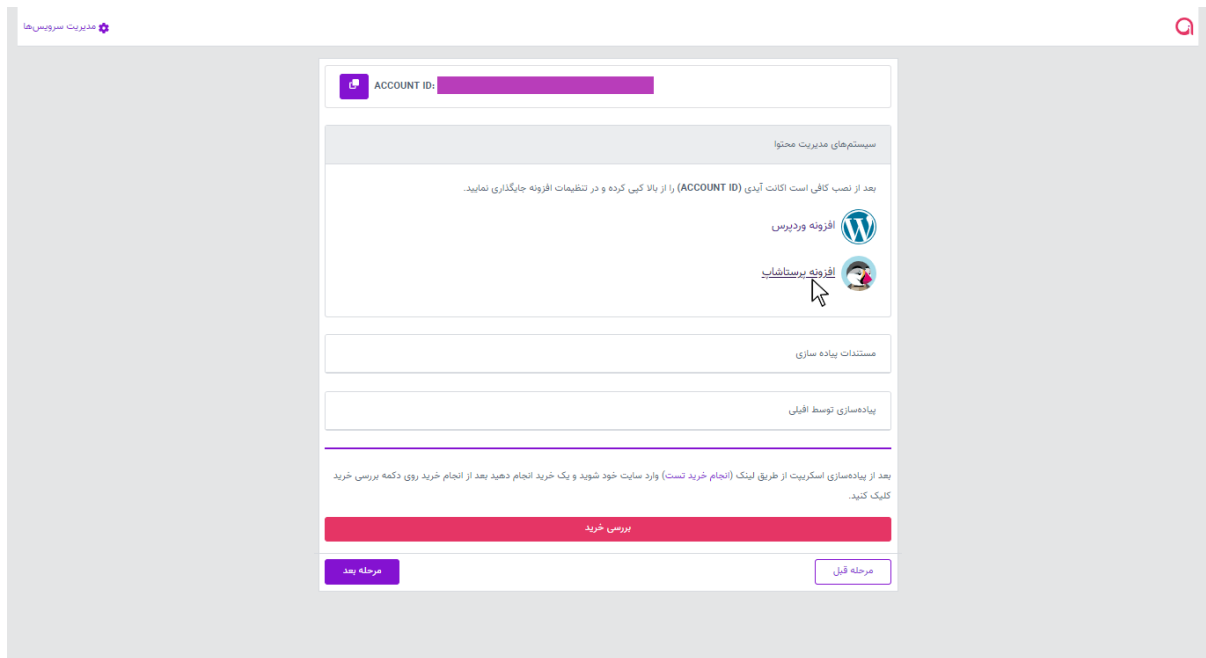 مدیریت سرویس‌ها
ACCOUNT ID:
سیستم‌های مدیریت محتوا
بعد از نصب کافی است اکانت آیدی (ACCOUNT ID) را از بالا کپی کرده و در تنظیمات افزونه جایگذاری نمایید.
افزونه وردپرس
افزونه پرستاشاپ
مستندات پیاده سازی
پیاده‌سازی توسط افیلی
بعد از پیاده‌سازی اسکریپت از طریق لینک (انجام خرید تست) وارد سایت خود شوید و یک خرید انجام دهید بعد از انجام خرید روی دکمه بررسی خرید
کلیک کنید.
بررسی خرید
مرحله قبل
مرحله بعد